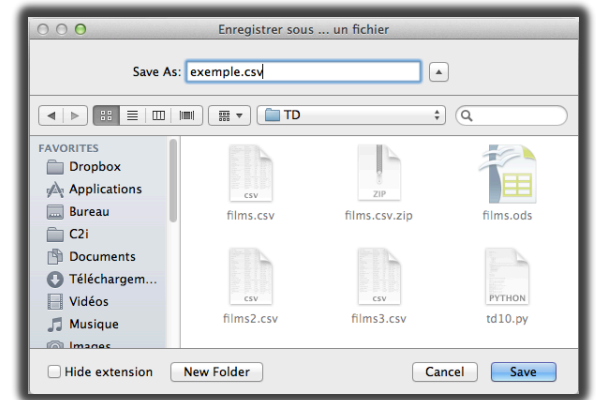 Enregistrer sous ... un fichier
Save As: exemple.csv
TD
FAVORITES
Dropbox
Applications
Bureau
C2i
Documents
Téléchargem...
Vidéos
Musique
Images
CSV
films.csv
ZIP
films.csv.zip
films.ods
CSV
films2.csv
CSV
films3.csv
PYTHON
td10.py
Hide extension
New Folder
Cancel
Save